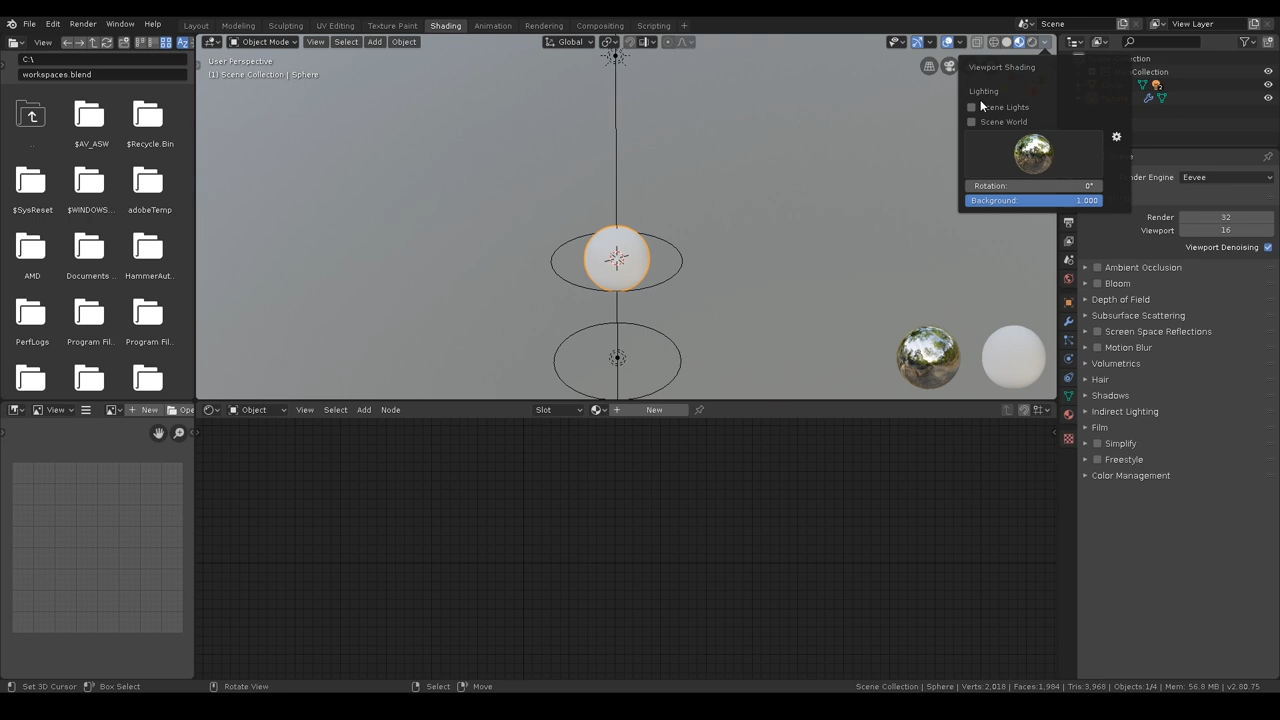 File Edit Render Window Help Layout Modeling Sculpting UV Editing Texture Paint Shading Animation Rendering Compositing Scripting + Scene View Layer
View Object Mode View Select Add Object Global
C:\
workspaces.blend
User Perspective
(1) Scene Collection | Sphere
.. $AV_ASW $Recycle.Bin
$SysReset $WINDOWS... adobeTemp
AMD Documents .. HammerAut...
PerfLogs Program Fil.. Program Fil..
Viewport Shading
Lighting
Scene Lights
Scene World
Rotation: 0°
Background: 1.000
Render Engine Eevee
Render 32
Viewport 16
Viewport Denoising
Ambient Occlusion
Bloom
Depth of Field
Subsurface Scattering
Screen Space Reflections
Motion Blur
Volumetrics
Hair
Shadows
Indirect Lighting
Film
Simplify
Freestyle
Color Management
View New Ope Object View Select Add Node Slot New
Set 3D Cursor Box Select Rotate View Select Move Scene Collection | Sphere | Verts:2,018 | Faces:1,984 | Tris:3,968 | Objects:1/4 | Mem: 56.8 MB | v2.80.75